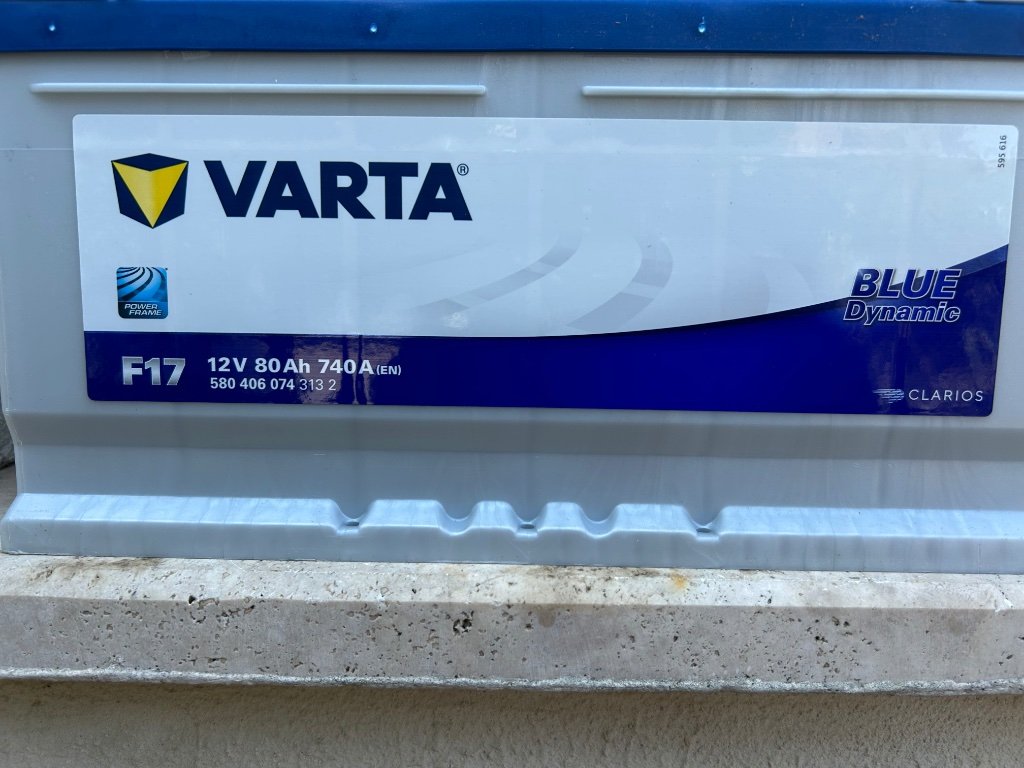 595 616
VARTA®
POWER
FRAME
BLUE
Dynamic
F17
12V 80Ah 740A (EN)
580 406 074 313 2
CLARIOS